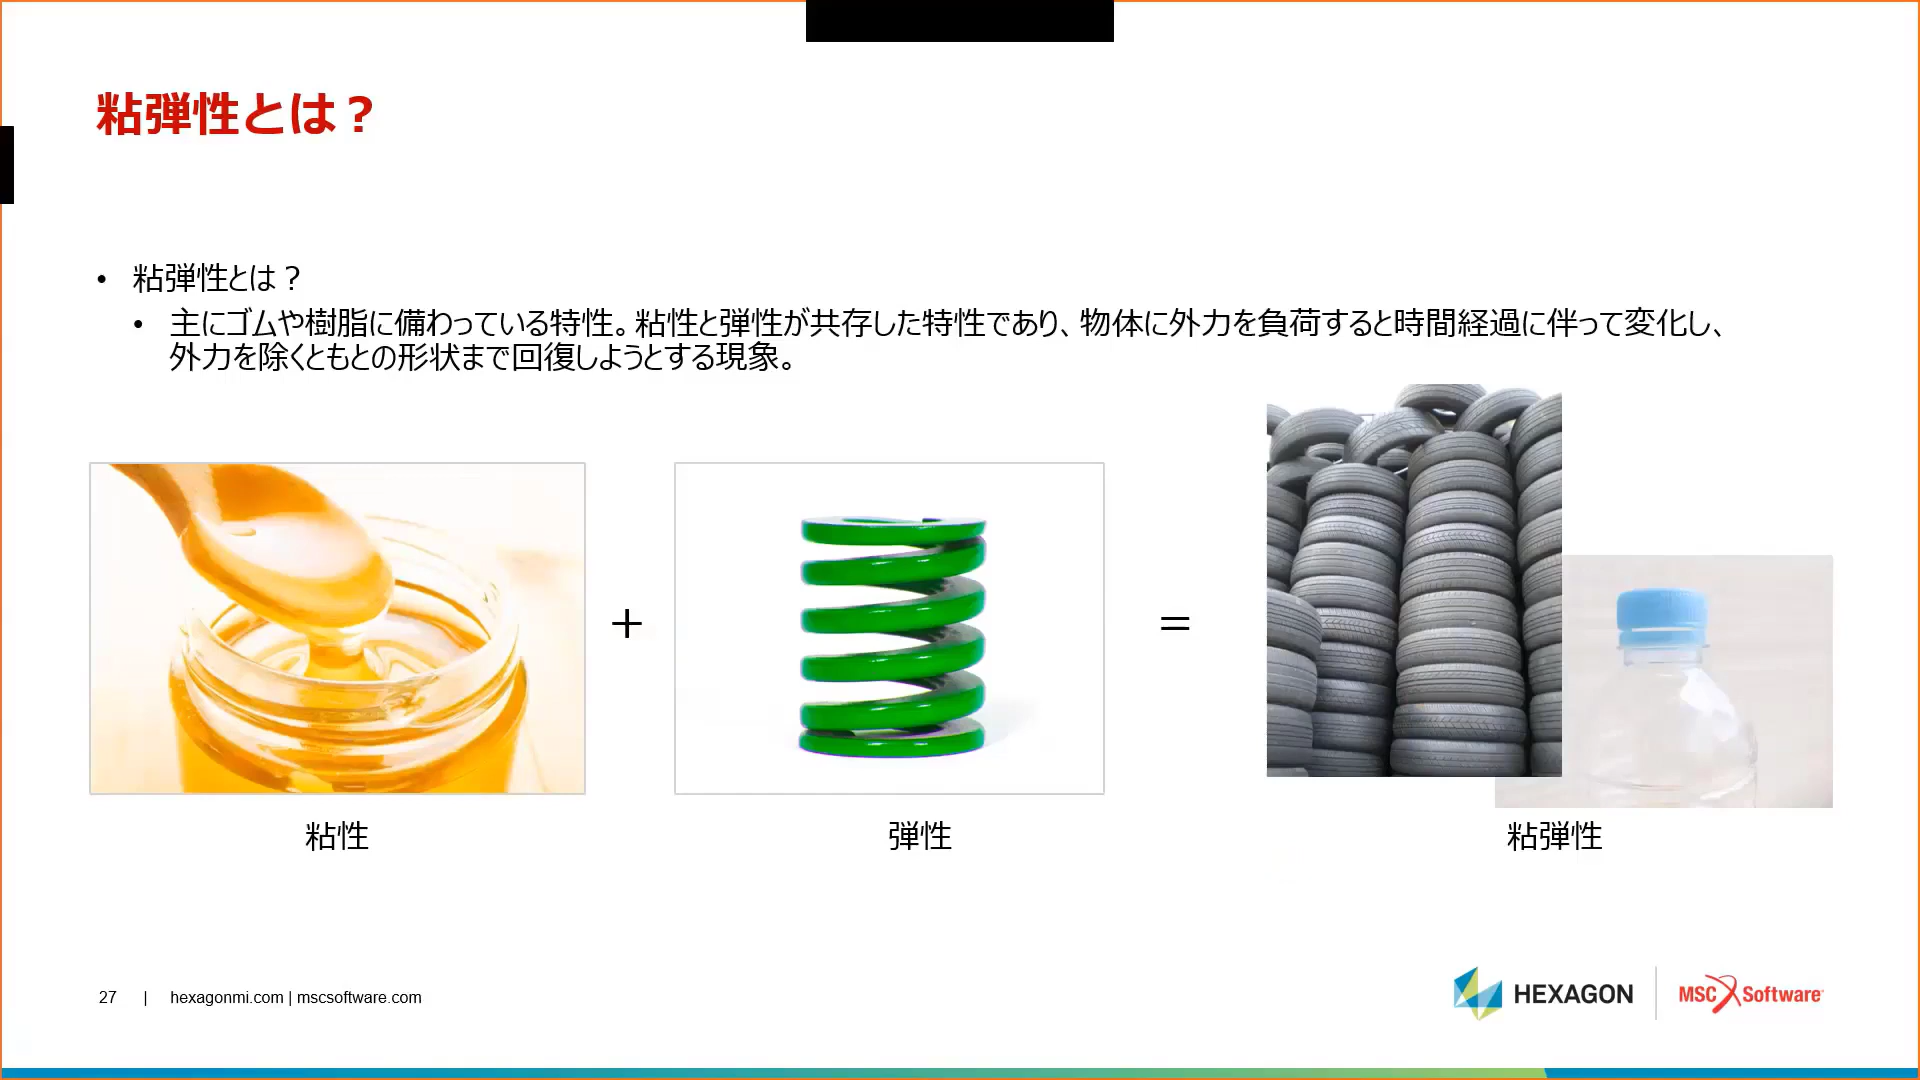 粘弾性とは？
• 粘弾性とは？
• 主にゴムや樹脂に備わっている特性。粘性と弾性が共存した特性であり、物体に外力を負荷すると時間経過に伴って変化し、
外力を除くともとの形状まで回復しようとする現象。
＋
＝
粘性
弾性
粘弾性
27 | hexagonmi.com | mscsoftware.com
HEXAGON
MSC Software